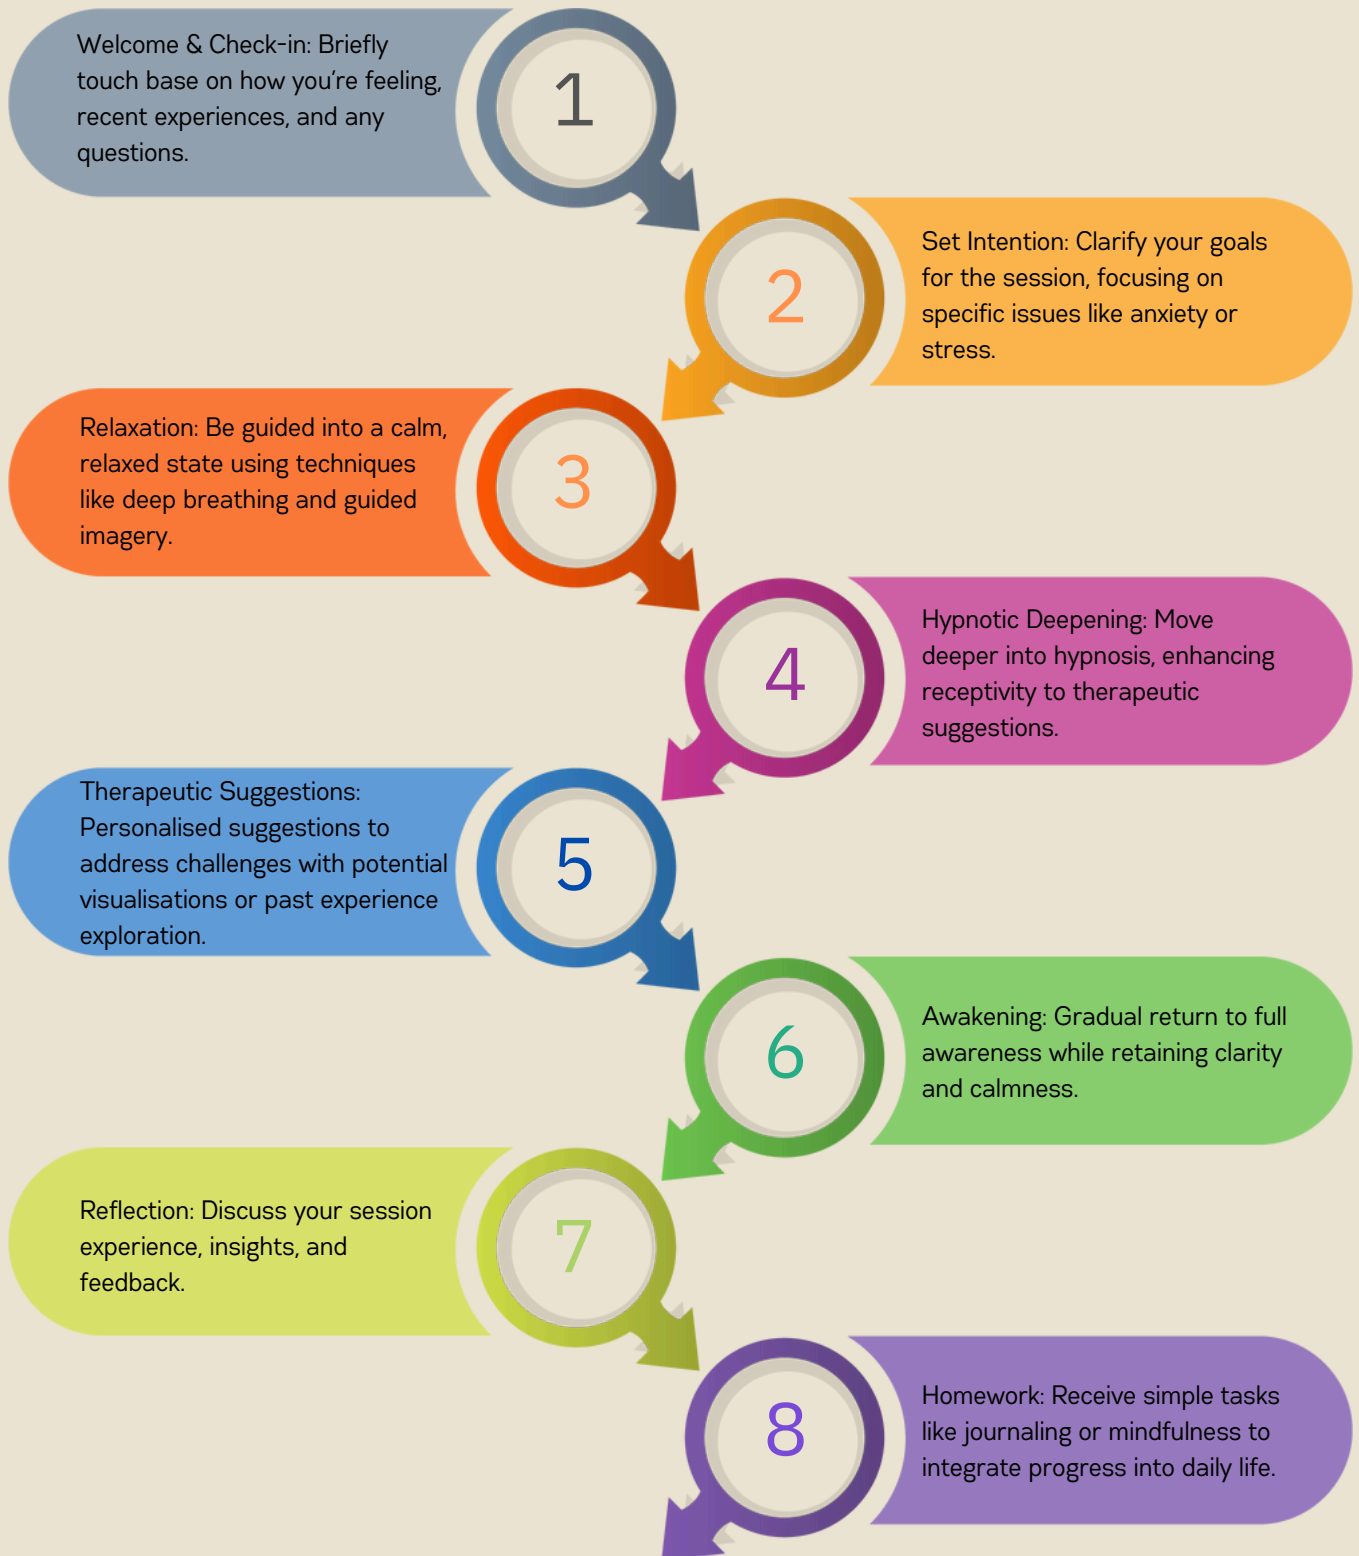 Welcome & Check-in: Briefly
touch base on how you're feeling,
recent experiences, and any
questions.
1
2
Set Intention: Clarify your goals
for the session, focusing on
specific issues like anxiety or
stress.
Relaxation: Be guided into a calm,
relaxed state using techniques
like deep breathing and guided
imagery.
3
4
Hypnotic Deepening: Move
deeper into hypnosis, enhancing
receptivity to therapeutic
suggestions.
Therapeutic Suggestions:
Personalised suggestions to
address challenges with potential
visualisations or past experience
exploration.
5
6
Awakening: Gradual return to full
awareness while retaining clarity
and calmness.
Reflection: Discuss your session
experience, insights, and
feedback.
7
8
Homework: Receive simple tasks
like journaling or mindfulness to
integrate progress into daily life.